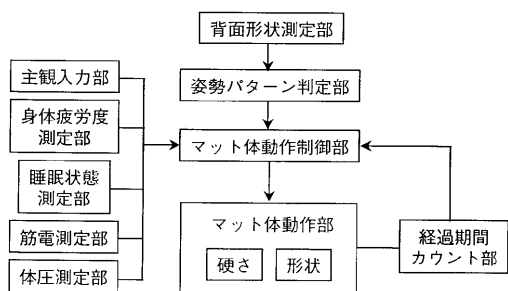 背面形状測定部
姿勢パターン判定部
マット体動作制御部
主観入力部
身体疲労度
測定部
睡眠状態
測定部
筋電測定部
体圧測定部
マット体動作部
硬さ
形状
経過期間
カウント部